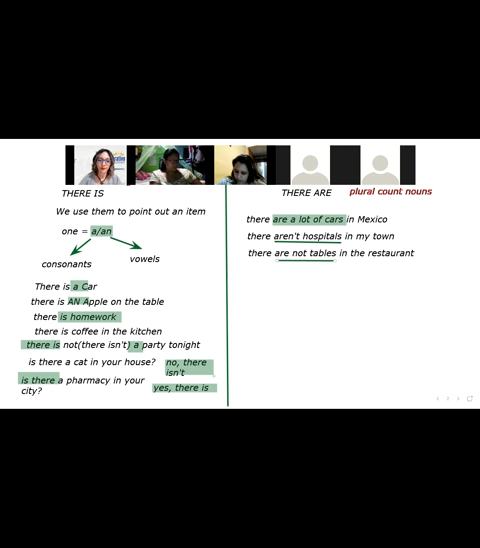 THERE IS
We use them to point out an item
one = a/an
consonants
vowels
There is a Car
there is AN Apple on the table
there is homework
there is coffee in the kitchen
there is not(there isn't) a party tonight
is there a cat in your house?
no, there
isn't
is there a pharmacy in your
city?
yes, there is
THERE ARE
plural count nouns
there are a lot of cars in Mexico
there aren't hospitals in my town
there are not tables in the restaurant